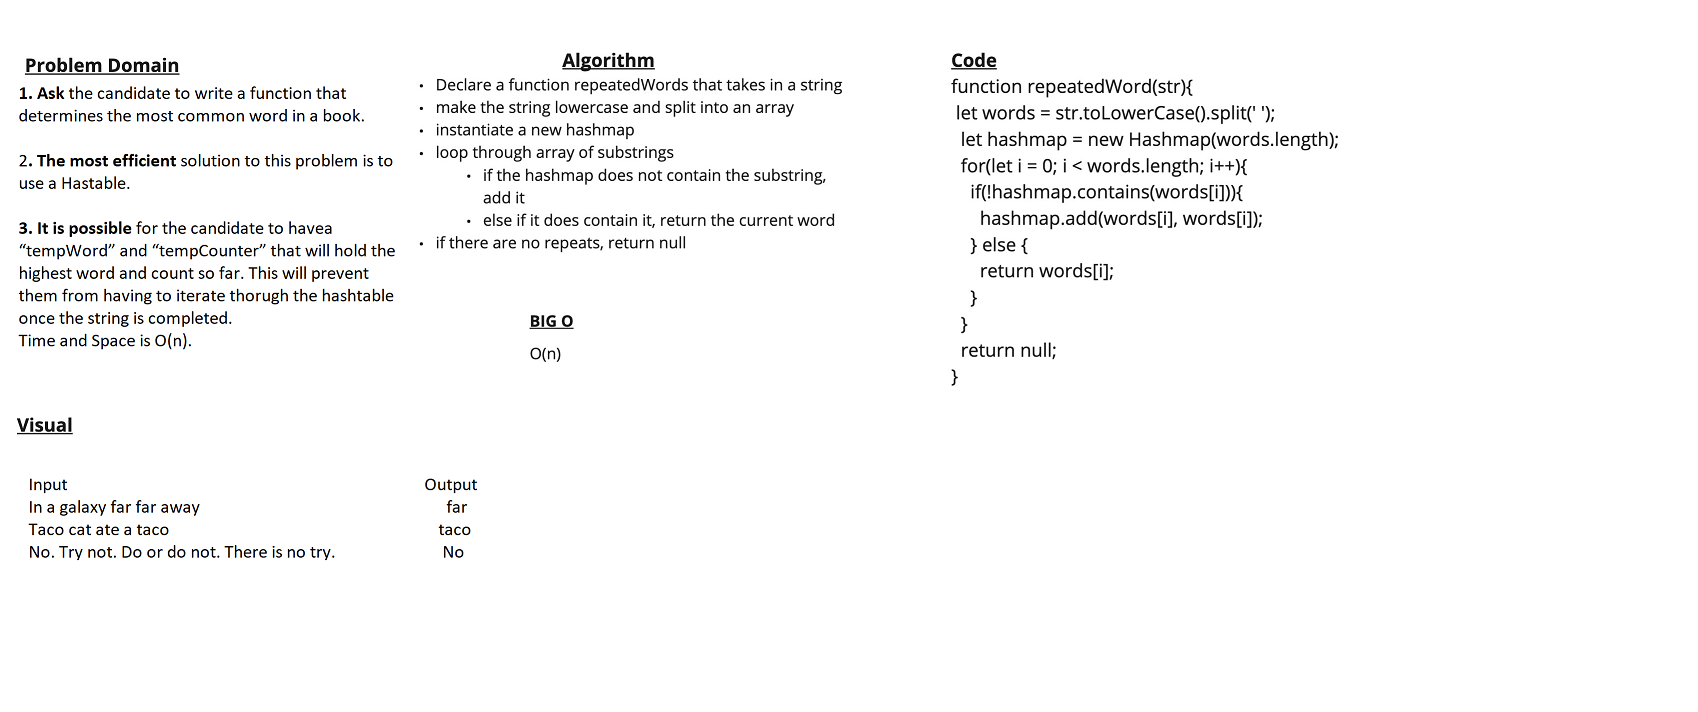 Problem Domain
1. Ask the candidate to write a function that
determines the most common word in a book.
2. The most efficient solution to this problem is to
use a Hastable.
3. It is possible for the candidate to havea
“tempWord” and “tempCounter” that will hold the
highest word and count so far. This will prevent
them from having to iterate thorugh the hashtable
once the string is completed.
Time and Space is O(n).
Algorithm
• Declare a function repeatedWords that takes in a string
• make the string lowercase and split into an array
• instantiate a new hashmap
• loop through array of substrings
• if the hashmap does not contain the substring,
add it
• else if it does contain it, return the current word
• if there are no repeats, return null
BIG O
O(n)
Code
function repeatedWord(str){
let words = str.toLowerCase().split(' ');
let hashmap = new Hashmap(words.length);
for(let i = 0; i < words.length; i++){
if(!hashmap.contains(words[i])){
hashmap.add(words[i], words[i]);
} else {
return words[i];
}
}
return null;
}
Visual
Input Output
In a galaxy far far away far
Taco cat ate a taco taco
No. Try not. Do or do not. There is no try. No